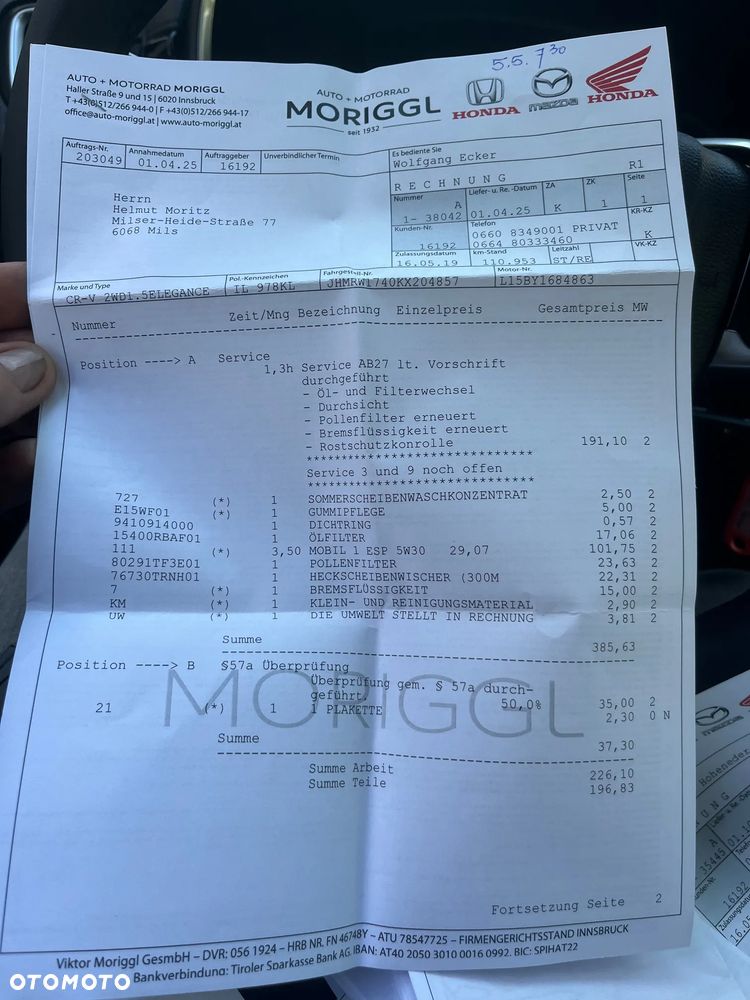 5.5. 7³⁰
AUTO + MOTORRAD MORIGGL
Haller Straße 9 und 15 | 6020 Innsbruck
T +43(0)512/266 944-0 | F +43(0)512/266 944-17
office@auto-moriggl.at | www.auto-moriggl.at
AUTO + MOTORRAD
MORIGGL
seit 1932
HONDA mazda HONDA
Auftrags-Nr. Annahmedatum Auftraggeber Unverbindlicher Termin
203049 01.04.25 16192
Es bediente Sie
Wolfgang Ecker R1
RECHNUNG
Nummer Liefer- u. Re. -Datum ZA ZK Seite
A
1- 38042 01.04.25 K 1 1
Kunden-Nr. Telefon KR-KZ
0660 8349001 PRIVAT
16192 0664 80333460 K
Zulassungsdatum km-Stand Leitzahl VK-KZ
16.05.19 110.953 ST/RE
Herrn
Helmut Moritz
Milser-Heide-Straße 77
6068 Mils
Marke und Type Pol.-Kennzeichen Fahrgest-II-Nr. Motor-Nr.
CR-V 2WD1.5ELEGANCE IL 978KL JHMRW1740KX204857 L15BY1684863
Nummer Zeit/Mng Bezeichnung Einzelpreis Gesamtpreis MW
Position ----> A Service
1,3h Service AB27 lt. Vorschrift
durchgeführt
- Öl- und Filterwechsel
- Durchsicht
- Pollenfilter erneuert
- Bremsflüssigkeit erneuert
- Rostschutzkonrolle 191,10 2
******************************
Service 3 und 9 noch offen
******************************
727 (*) 1 SOMMERSCHEIBENWASCHKONZENTRAT 2,50 2
E15WF01 (*) 1 GUMMIPFLEGE 5,00 2
9410914000 1 DICHTRING 0,57 2
15400RBAF01 1 ÖLFILTER 17,06 2
111 (*) 3,50 MOBIL 1 ESP 5W30 29,07 101,75 2
80291TF3E01 1 POLLENFILTER 23,63 2
76730TRNH01 1 HECKSCHEIBENWISCHER (300M 22,31 2
7 (*) 1 BREMSFLÜSSIGKEIT 15,00 2
KM (*) 1 KLEIN- UND REINIGUNGSMATERIAL 2,90 2
UW (*) 1 DIE UMWELT STELLT IN RECHNUNG 3,81 2
Summe 385,63
Position ----> B §57a Überprüfung
Überprüfung gem. § 57a durch-
geführt. 50,0% 35,00 2
21 (*) 1 1 PLAKETTE 2,30 0 N
MORIGGL
Summe 37,30
Summe Arbeit 226,10
Summe Teile 196,83
Fortsetzung Seite 2
Viktor Moriggl GesmbH – DVR: 056 1924 – HRB NR. FN 46748Y – ATU 78547725 – FIRMENGERICHTSSTAND INNSBRUCK
Bankverbindung: Tiroler Sparkasse Bank AG, IBAN: AT40 2050 3010 0016 0992. BIC: SPIHAT22
mazda
Hoheneder
UNG
A
35445
16192
Zulassungsdatum
OTOMOTO